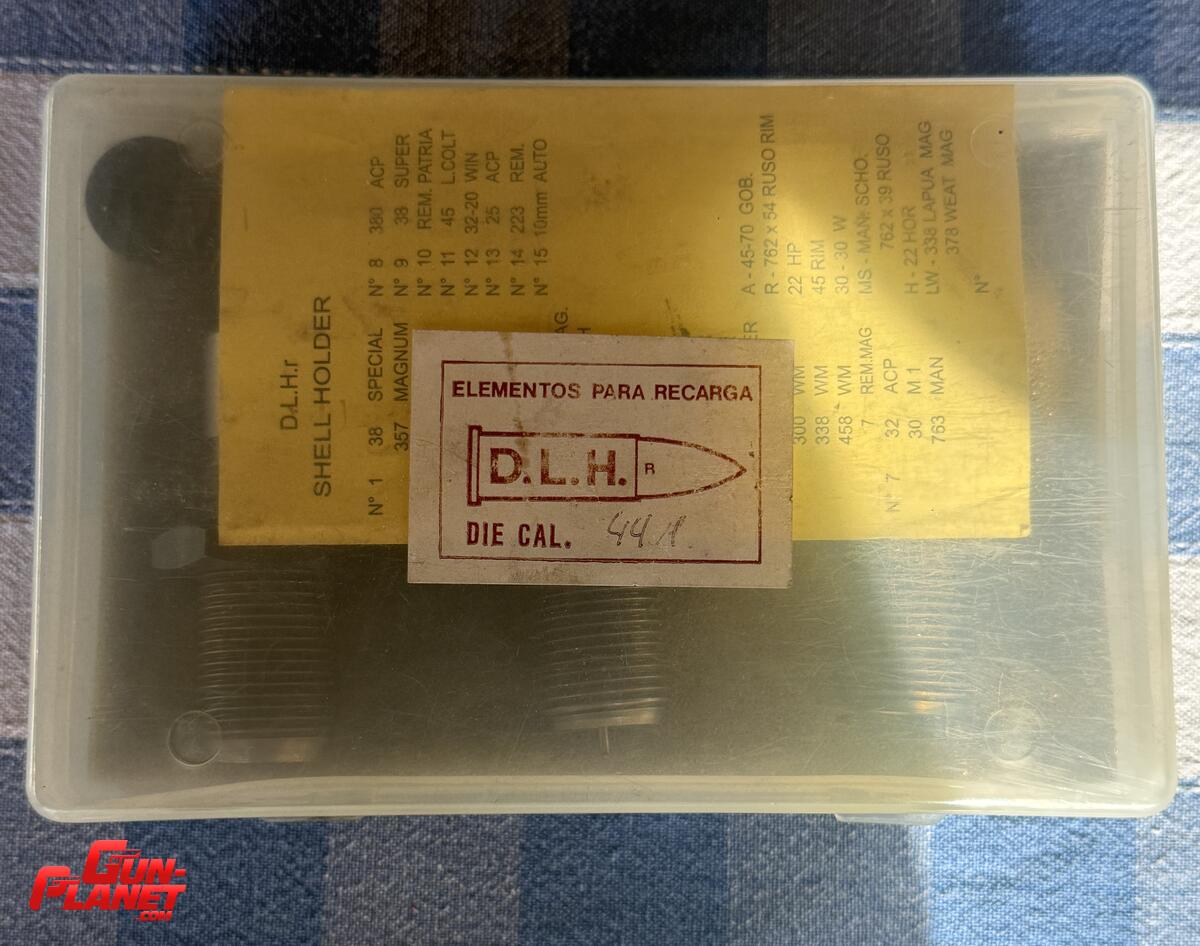 D.L.H.r
SHELL HOLDER
N° 1 38 SPECIAL
357 MAGNUM
N° 7
N° 8 380 ACP
N° 9 38 SUPER
N° 10 REM. PATRIA
N° 11 45 L.COLT
N° 12 32-20 WIN
N° 13 25 ACP
N° 14 223 REM.
N° 15 10mm AUTO
300 WM
338 WM
458 WM
7 REM.MAG
32 ACP
30 M1
763 MAN
A - 45-70 GOB.
R - 762 x 54 RUSO RIM
22 HP
45 RIM
30 - 30 W
MS - MAN. SCHO.
762 x 39 RUSO
H - 22 HOR
LW - 338 LAPUA MAG
378 WEAT MAG
N°
ELEMENTOS PARA RECARGA
D.L.H. R
DIE CAL. 44
GUN-
PLANET
.COM